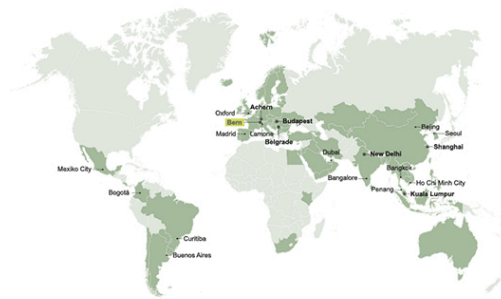 Achern
Oxford
Bern
Budapest
Madrid
Lamone
Belgrade
Dubai
Beijing
Seoul
Shanghai
New Delhi
Bangkok
Bangalore
Ho Chi Minh City
Penang
Kuala Lumpur
Mexiko City
Bogotá
Curitiba
Buenos Aires